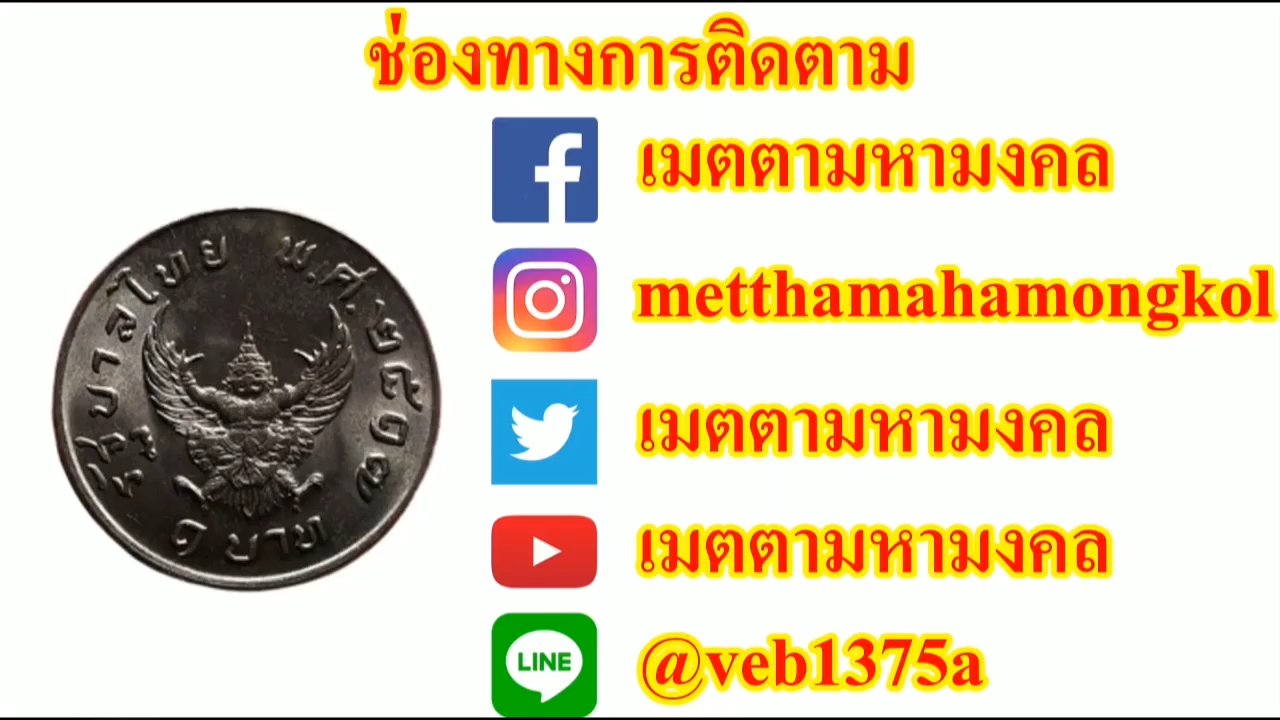 ช่องทางการติดตาม
เมตตามหามงคล
metthamahamongkol
เมตตามหามงคล
เมตตามหามงคล
LINE
@veb1375a
รัฐบาลไทย พ.ศ.๒๕๑๗
๑ บาท